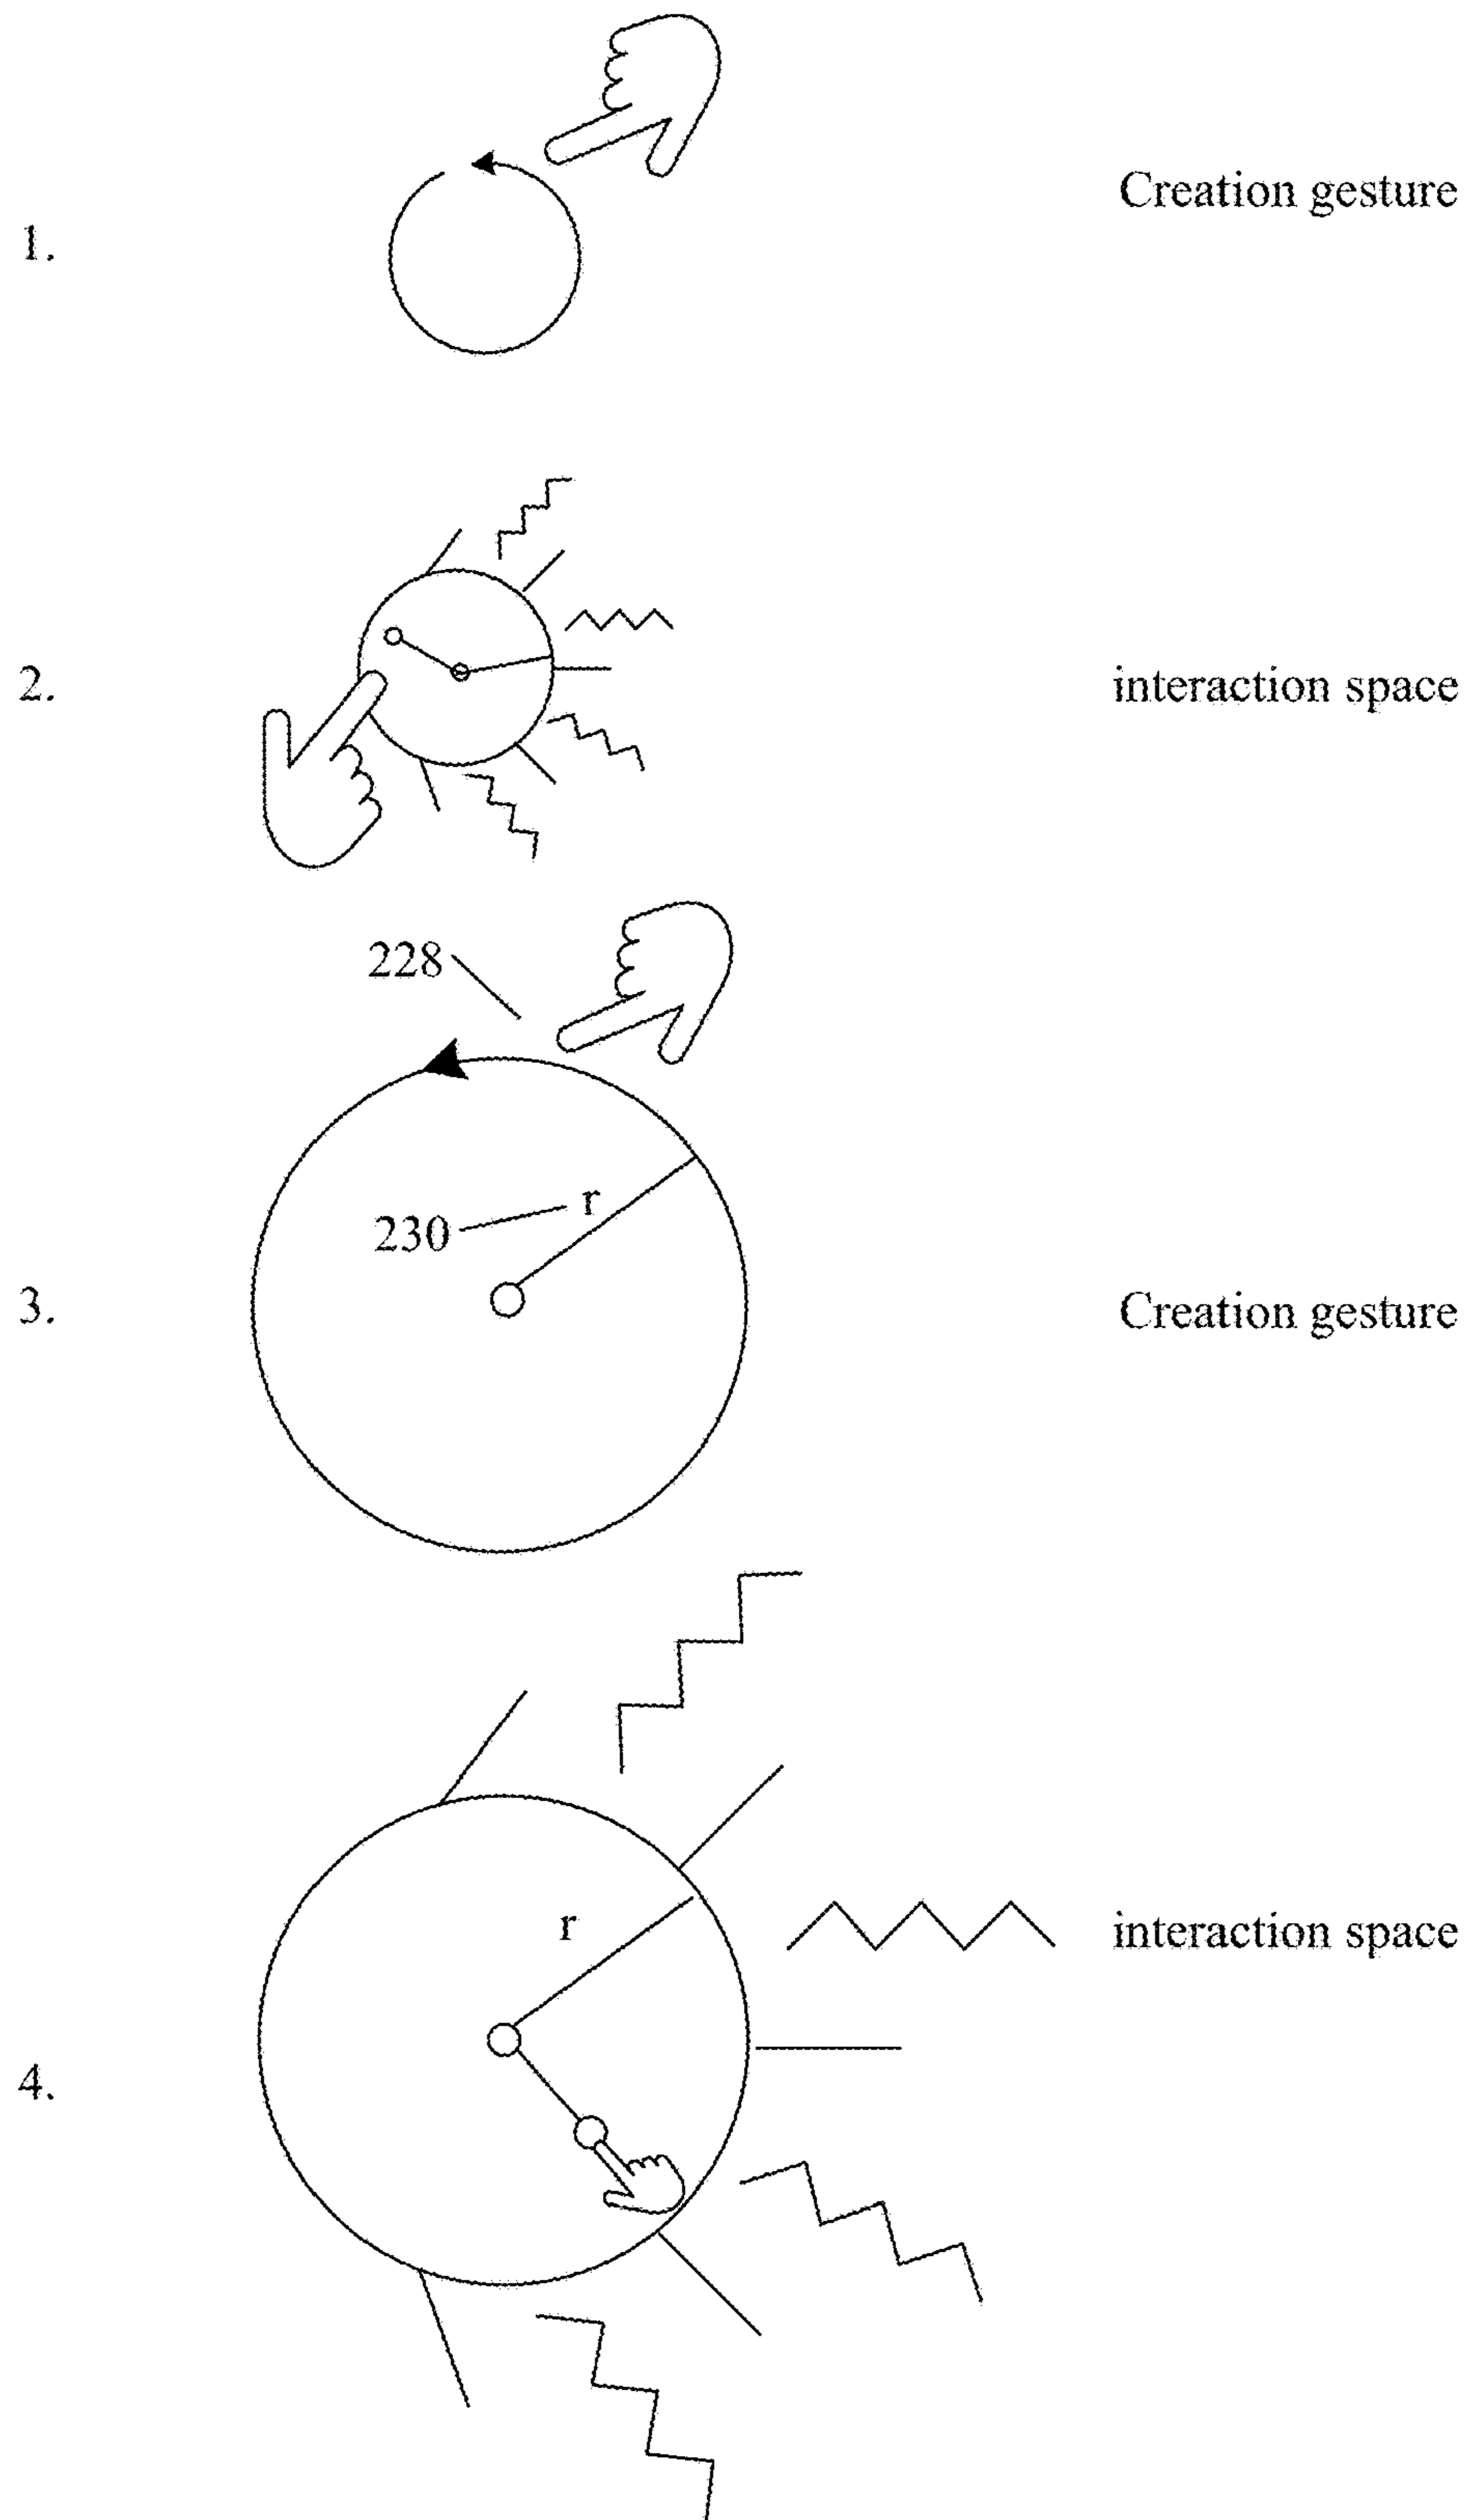 Creation gesture
1.
2.
interaction space
228
r
230
3.
Creation gesture
r
interaction space
4.